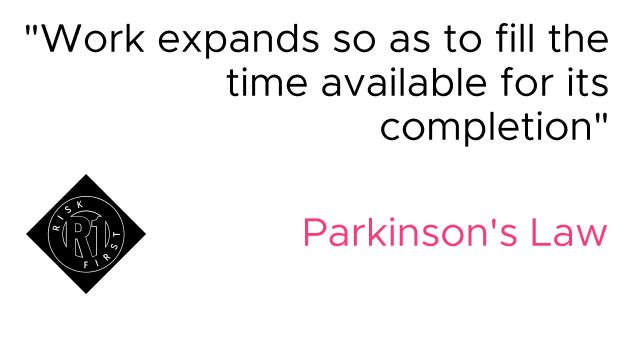 "Work expands so as to fill the
time available for its
completion"
RISK
R1
FIRST
Parkinson's Law